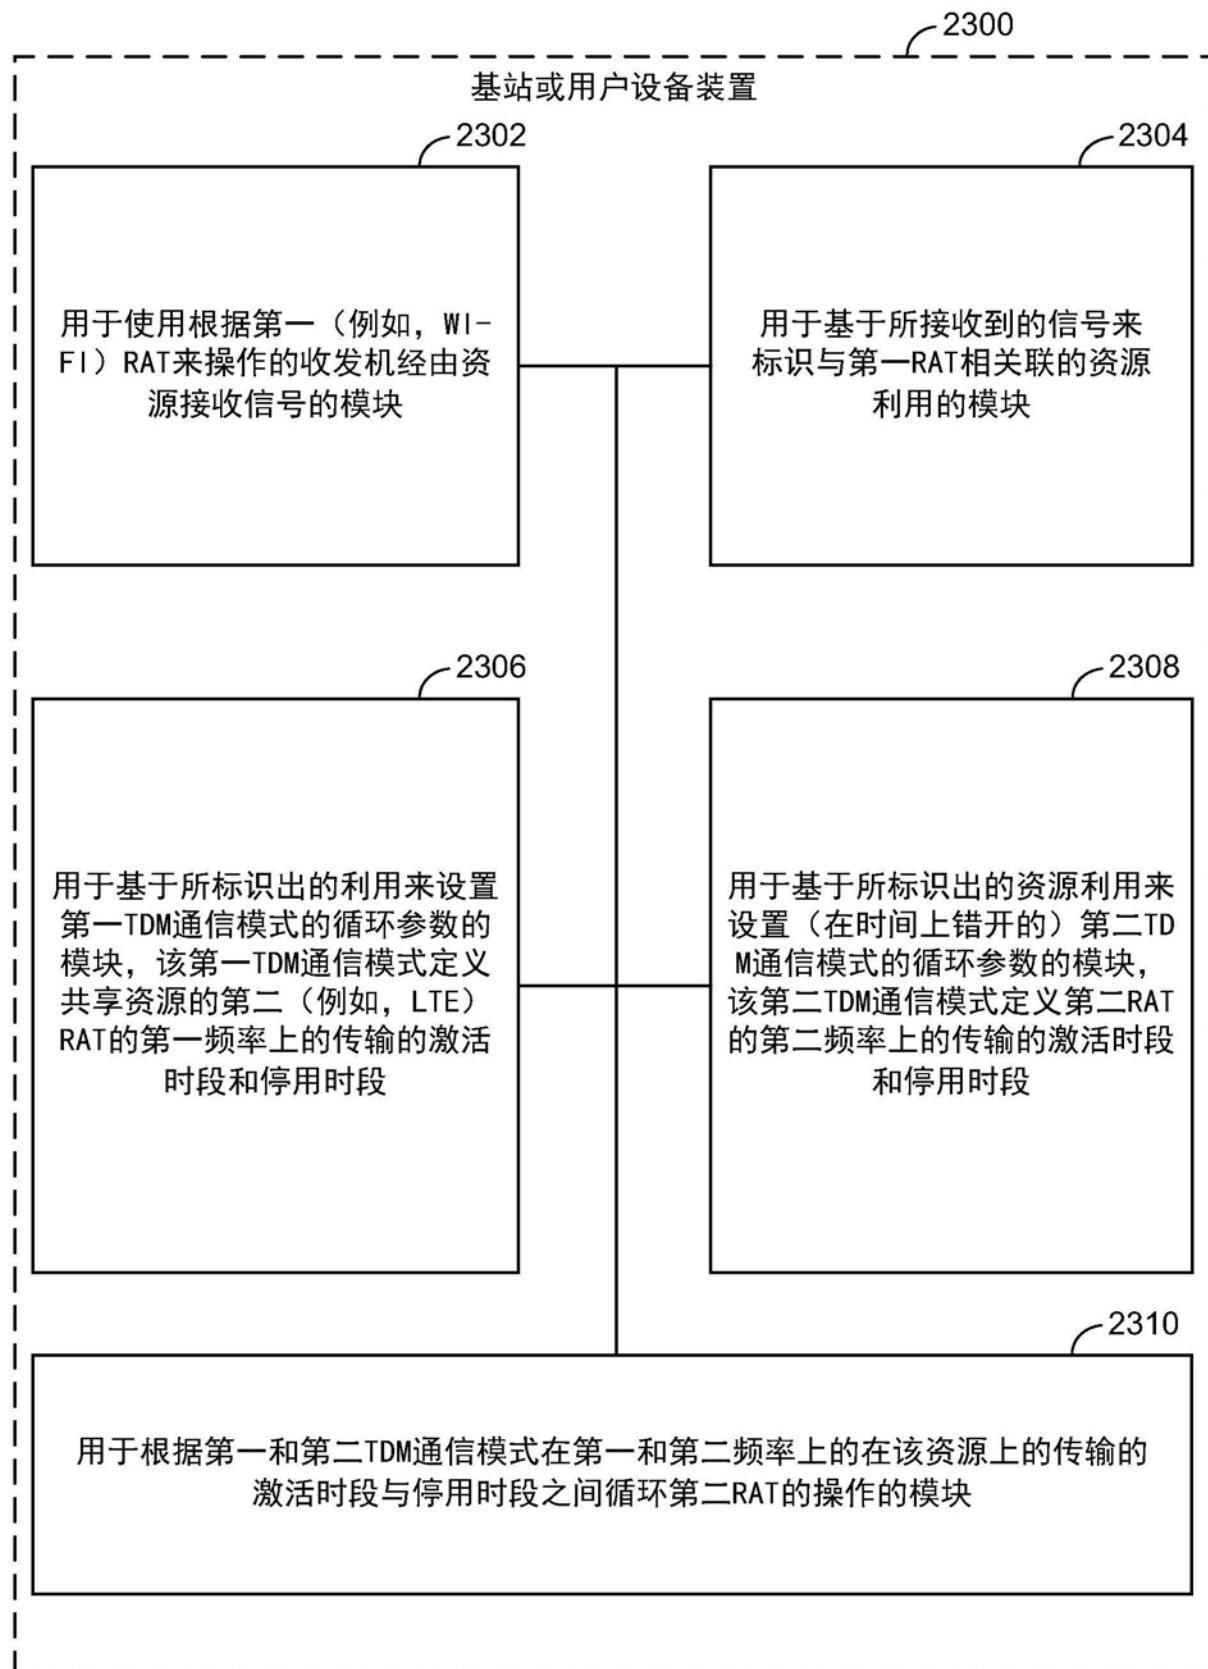 2300
基站或用户设备装置
2302
用于使用根据第一（例如，WI-
FI）RAT来操作的收发机经由资
源接收信号的模块
2304
用于基于所接收到的信号来
标识与第一RAT相关联的资源
利用的模块
2306
用于基于所标识出的利用来设置
第一TDM通信模式的循环参数的
模块，该第一TDM通信模式定义
共享资源的第二（例如，LTE）
RAT的第一频率上的传输的激活
时段和停用时段
2308
用于基于所标识出的资源利用来
设置（在时间上错开的）第二TD
M通信模式的循环参数的模块，
该第二TDM通信模式定义第二RAT
的第二频率上的传输的激活时段
和停用时段
2310
用于根据第一和第二TDM通信模式在第一和第二频率上的在该资源上的传输的
激活时段与停用时段之间循环第二RAT的操作的模块